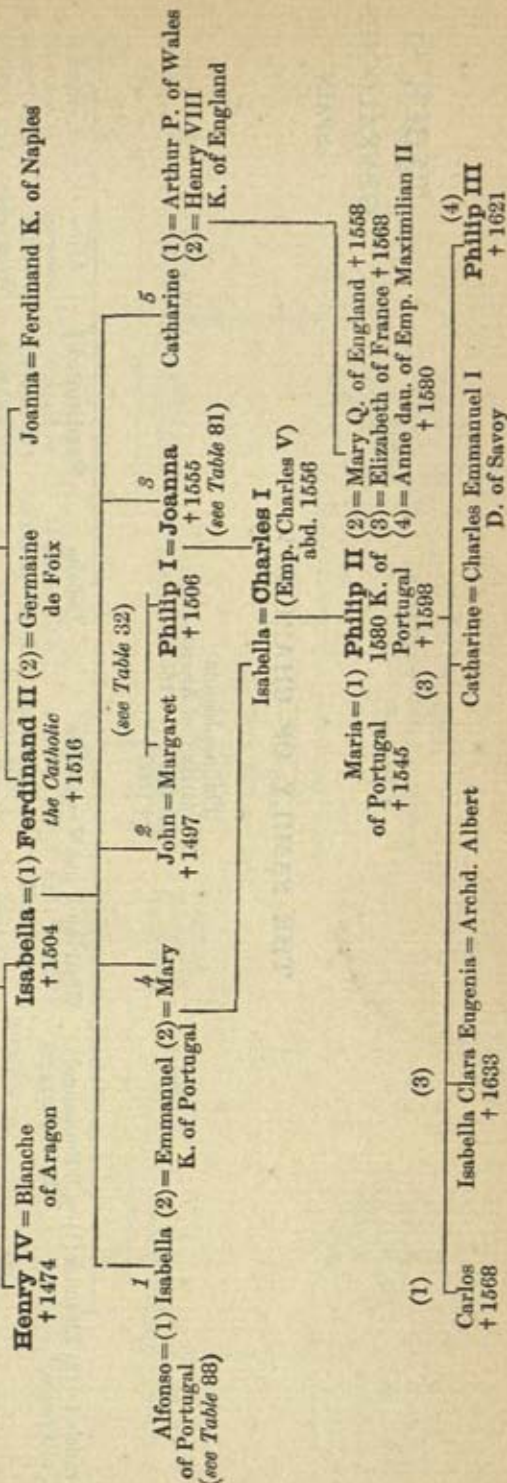 Henry IV = Blanche
†1474 of Aragon
Isabella = (1) Ferdinand II (2) = Germaine
†1504 the Catholic de Foix
†1516
Joanna = Ferdinand K. of Naples
1
Alfonso = (1) Isabella (2) = Emmanuel (2) = Mary
of Portugal K. of Portugal
(see Table 88)
4
2
John = Margaret
†1497
(see Table 32)
3
Philip I = Joanna
†1506 †1555
(see Table 81)
5
Catharine (1) = Arthur P. of Wales
(2) = Henry VIII
K. of England
Isabella = Charles I
(Emp. Charles V)
abd. 1556
Maria = (1) Philip II (2) = Mary Q. of England †1558
of Portugal 1580 K. of (3) = Elizabeth of France †1568
†1545 Portugal (4) = Anne dau. of Emp. Maximilian II
†1598 †1580
(1) (3) (3) (4)
Carlos Isabella Clara Eugenia = Archd. Albert Catharine = Charles Emmanuel I Philip III
†1568 †1633 D. of Savoy †1621